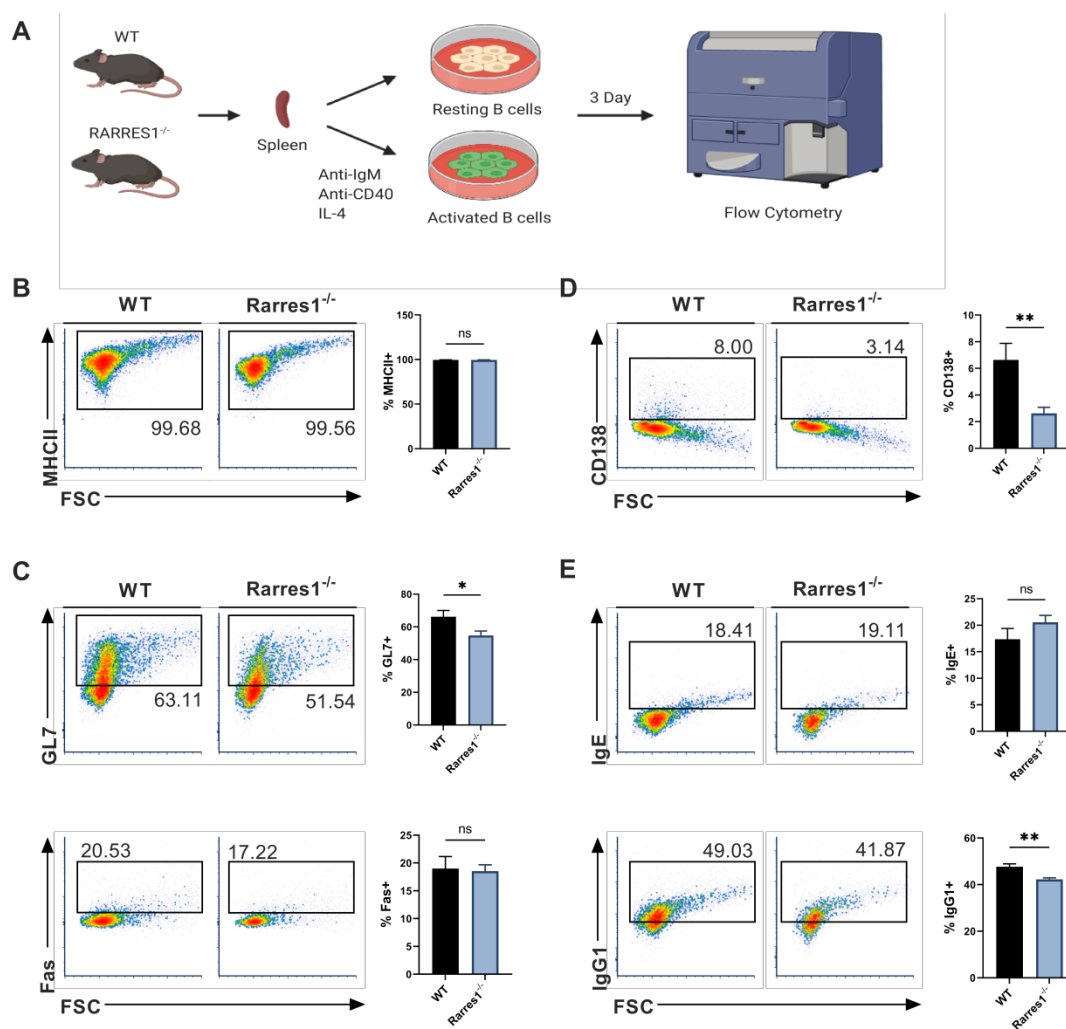 A
WT
RARRES1-/-
Spleen
Anti-IgM
Anti-CD40
IL-4
Resting B cells
Activated B cells
3 Day
Flow Cytometry
B
WT
Rarres1-/-
99.68
99.56
MHCII
FSC
% MHCII+
150
100
50
0
ns
WT
Rarres1-/-
D
WT
Rarres1-/-
8.00
3.14
CD138
FSC
% CD138+
10
8
6
4
2
0
**
WT
Rarres1-/-
C
WT
Rarres1-/-
63.11
51.54
GL7
% GL7+
80
60
40
20
0
*
WT
Rarres1-/-
20.53
17.22
Fas
FSC
% Fas+
25
20
15
10
5
0
ns
WT
Rarres1-/-
E
WT
Rarres1-/-
18.41
19.11
IgE
% IgE+
25
20
15
10
5
0
ns
WT
Rarres1-/-
49.03
41.87
IgG1
FSC
% IgG1+
60
40
20
0
**
WT
Rarres1-/-